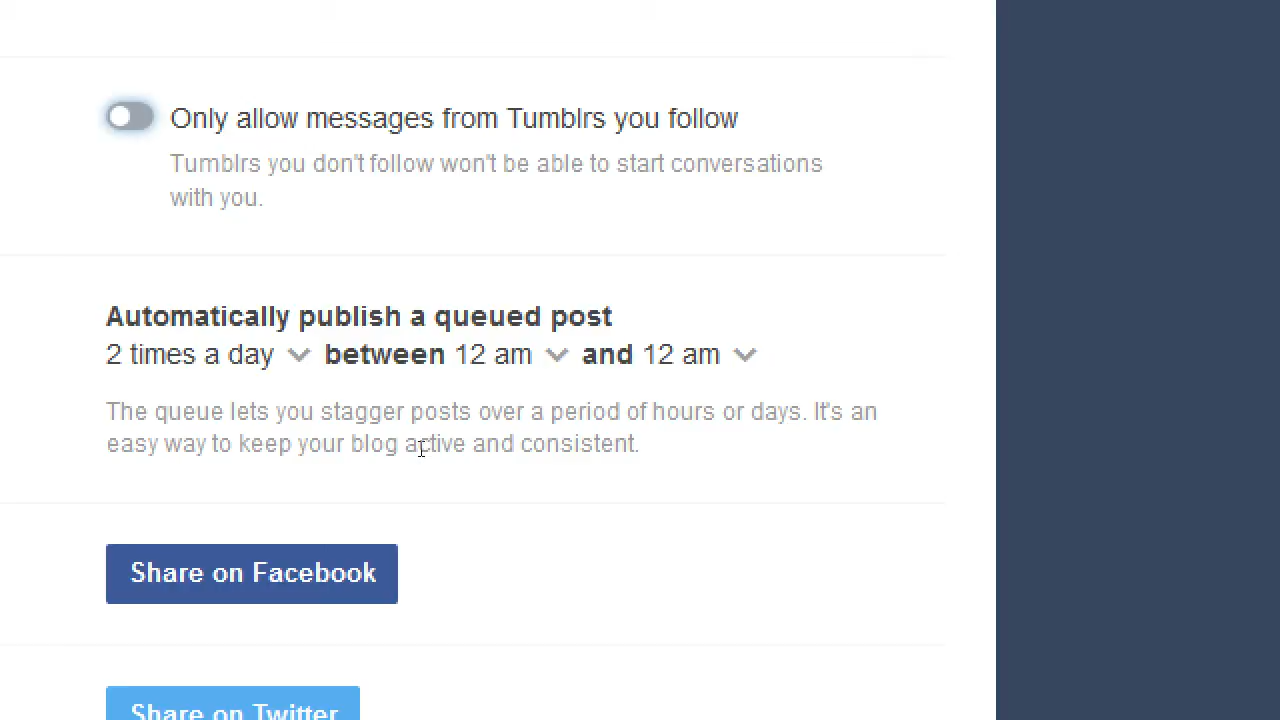 Only allow messages from Tumblrs you follow
Tumblrs you don't follow won't be able to start conversations
with you.
Automatically publish a queued post
2 times a day between 12 am and 12 am
The queue lets you stagger posts over a period of hours or days. It's an
easy way to keep your blog active and consistent.
Share on Facebook
Share on Twitter